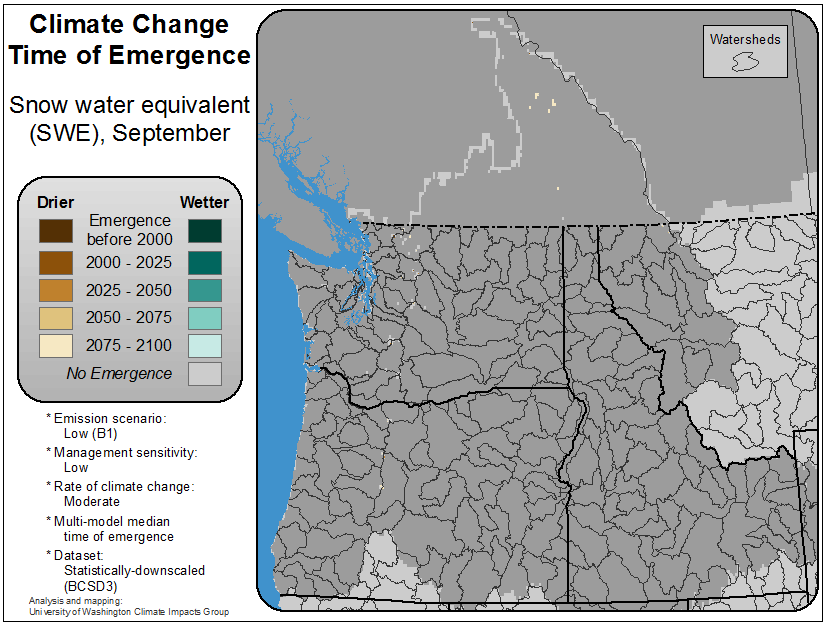 Climate Change
Time of Emergence
Snow water equivalent
(SWE), September
Drier
Wetter
Emergence
before 2000
2000 - 2025
2025 - 2050
2050 - 2075
2075 - 2100
No Emergence
* Emission scenario:
Low (B1)
* Management sensitivity:
Low
* Rate of climate change:
Moderate
* Multi-model median
time of emergence
* Dataset:
Statistically-downscaled
(BCSD3)
Analysis and mapping:
University of Washington Climate Impacts Group
Watersheds